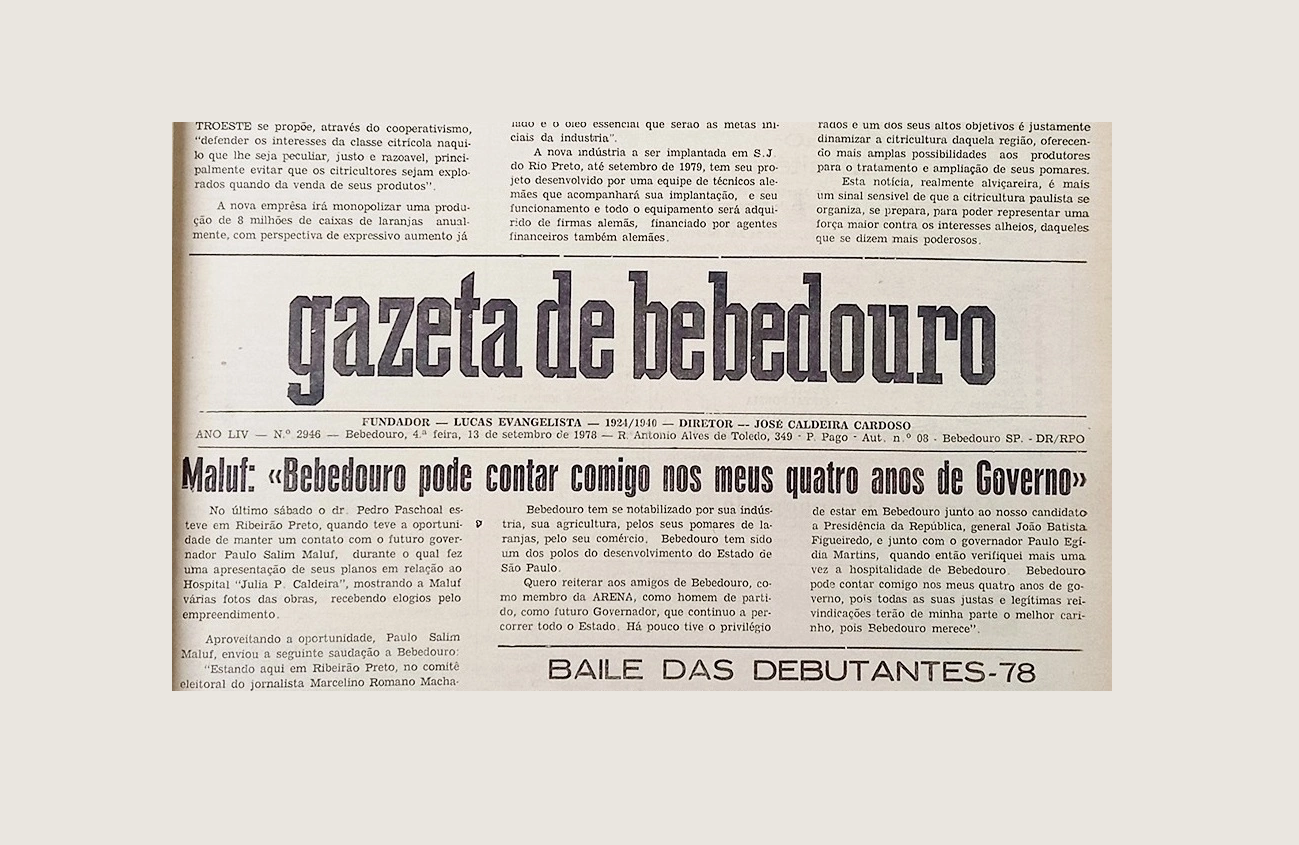 TROESTE se propõe, através do cooperativismo,
"defender os interesses da classe citrícola naqui-
lo que lhe seja peculiar, justo e razoavel, princi-
palmente evitar que os citricultores sejam explo-
rados quando da venda de seus produtos".
A nova emprêsa irá monopolizar uma produ-
ção de 8 milhões de caixas de laranjas anual-
mente, com perspectiva de expressivo aumento já
lado e o óleo essencial que serão as metas ini-
ciais da industria".
A nova indústria a ser implantada em S.J.
do Rio Preto, até setembro de 1979, tem seu pro-
jeto desenvolvido por uma equipe de técnicos ale-
mães que acompanhará sua implantação, e seu
funcionamento e todo o equipamento será adqui-
rido de firmas alemãs, financiado por agentes
financeiros também alemães.
rados e um dos seus altos objetivos é justamente
dinamizar a citricultura daquela região, oferecen-
do mais amplas possibilidades aos produtores
para o tratamento e ampliação de seus pomares.
Esta notícia, realmente alviçareira, é mais
um sinal sensivel de que a citricultura paulista se
organiza, se prepara, para poder representar uma
força maior contra os interesses alheios, daqueles
que se dizem mais poderosos.
gazeta de bebedouro
FUNDADOR — LUCAS EVANGELISTA — 1924/1940 — DIRETOR — JOSÉ CALDEIRA CARDOSO
ANO LIV — N.º 2946 — Bebedouro, 4.ª feira, 13 de setembro de 1978 — R. Antonio Alves de Toledo, 349 - P. Pago - Aut. n.º 08 - Bebedouro SP. - DR/RPO
Maluf: «Bebedouro pode contar comigo nos meus quatro anos de Governo»
No último sábado o dr. Pedro Paschoal es-
teve em Ribeirão Preto, quando teve a oportuni-
dade de manter um contato com o futuro gover-
nador Paulo Salim Maluf, durante o qual fez
uma apresentação de seus planos em relação ao
Hospital "Julia P. Caldeira", mostrando a Maluf
várias fotos das obras, recebendo elogios pelo
empreendimento.
Aproveitando a oportunidade, Paulo Salim
Maluf, enviou a seguinte saudação a Bebedouro:
"Estando aqui em Ribeirão Preto, no comitê
eleitoral do jornalista Marcelino Romano Macha-
Bebedouro tem se notabilizado por sua indús-
tria, sua agricultura, pelos seus pomares de la-
ranjas, pelo seu comércio. Bebedouro tem sido
um dos polos do desenvolvimento do Estado de
São Paulo.
Quero reiterar aos amigos de Bebedouro, co-
mo membro da ARENA, como homem de parti-
do, como futuro Governador, que continuo a per-
correr todo o Estado. Há pouco tive o privilégio
de estar em Bebedouro junto ao nosso candidato
a Presidência da República, general João Batista
Figueiredo, e junto com o governador Paulo Egí-
dia Martins, quando então verifiquei mais uma
vez a hospitalidade de Bebedouro. Bebedouro
pode contar comigo nos meus quatro anos de go-
verno, pois todas as suas justas e legítimas rei-
vindicações terão de minha parte o melhor cari-
nho, pois Bebedouro merece".
BAILE DAS DEBUTANTES-78